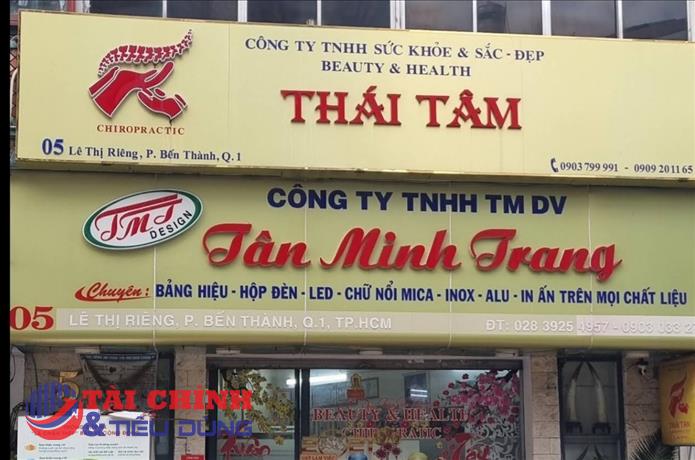 CÔNG TY TNHH SỨC KHỎE & SẮC - ĐẸP
BEAUTY & HEALTH
THÁI TÂM
CHIROPRACTIC
05 Lê Thị Riêng, P. Bến Thành, Q.1
0903 799 991 - 0909 2011 65
TMT
DESIGN
CÔNG TY TNHH TM DV
Tân Minh Trang
Chuyên: BẢNG HIỆU - HỘP ĐÈN - LED - CHỮ NỔI MICA - INOX - ALU - IN ẤN TRÊN MỌI CHẤT LIỆU
05 LÊ THỊ RIÊNG, P. BẾN THÀNH, Q.1, TP.HCM
ĐT: 028 3925 4957 - 0903 033 2
TÀI CHÍNH
& TIÊU DÙNG
BEAUTY & HEALTH